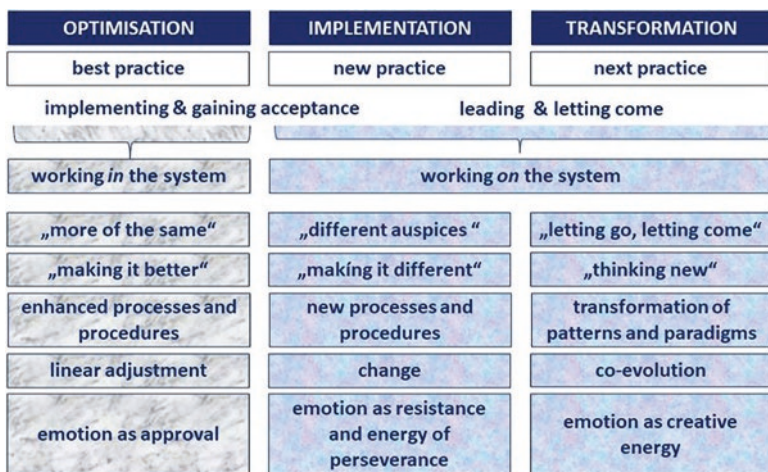 OPTIMISATION IMPLEMENTATION TRANSFORMATION
best practice new practice next practice
implementing & gaining acceptance leading & letting come
working in the system working on the system
„more of the same“ „different auspices “ „letting go, letting come“
„making it better“ „makíng it different“ „thinking new“
enhanced processes and new processes and transformation of
procedures procedures patterns and paradigms
linear adjustment change co-evolution
emotion as approval emotion as resistance emotion as creative
and energy of energy
perseverance